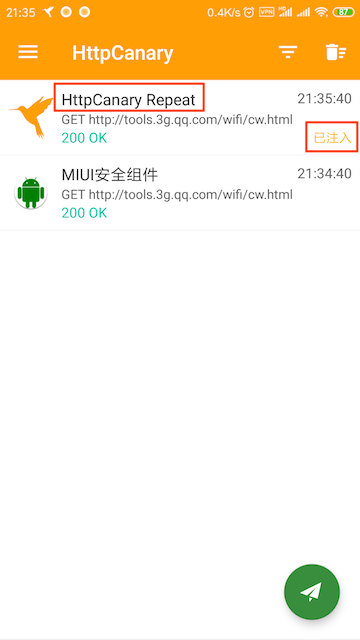 21:35
0.4K/s
VPN
87
HttpCanary
HttpCanary Repeat
21:35:40
GET http://tools.3g.qq.com/wifi/cw.html
200 OK
已注入
MIUI安全组件
21:34:40
GET http://tools.3g.qq.com/wifi/cw.html
200 OK